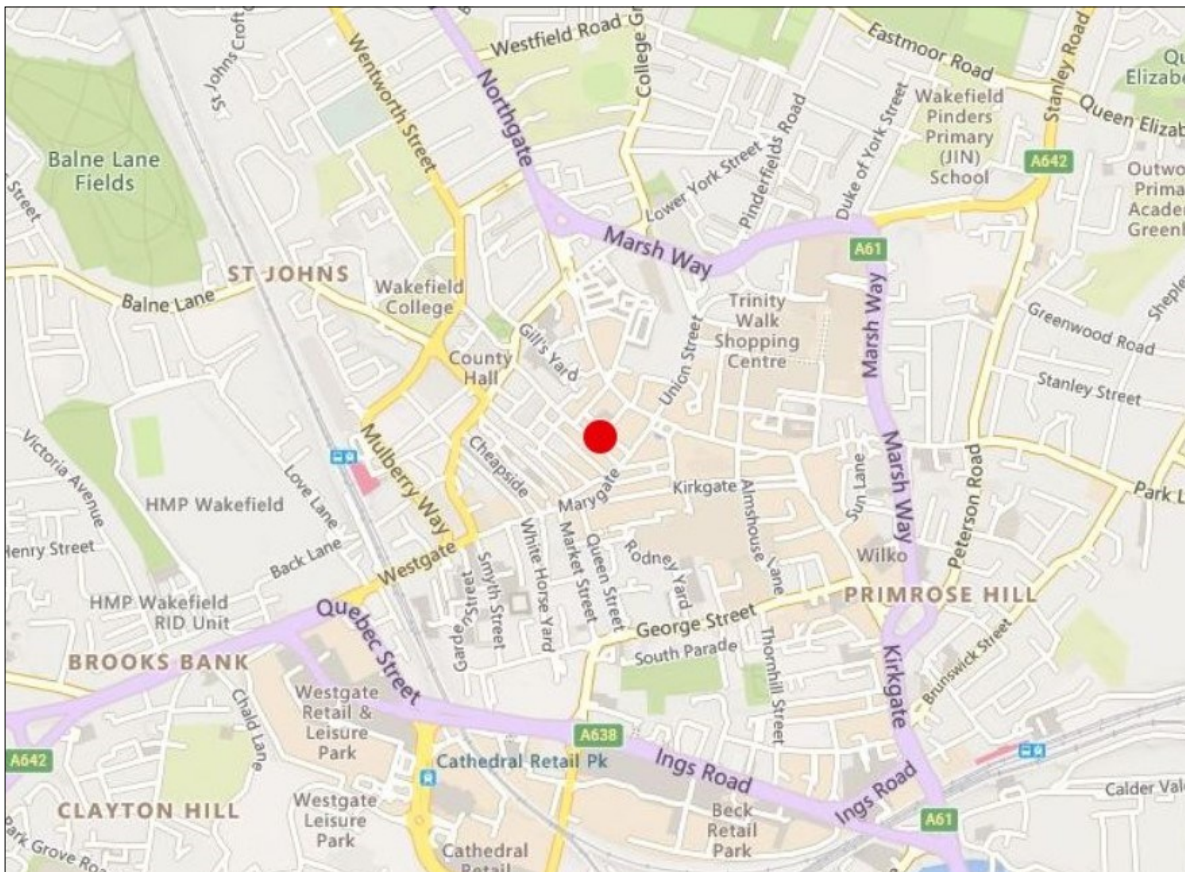 St Johns Croft
Wentworth Street
Westfield Road
Northgate
College Gr
Eastmoor Road
Stanley Road
Qu
Elizab
Queen Elizab
Wakefield
Pinders
Primary
(JIN)
School
A642
Outwo
Prima
Acade
Greenh
Balne Lane
Fields
Street
Lower York Street
Pinderfields Road
Duke of York Street
Marsh Way
A61
ST JOHNS
Balne Lane
Wakefield
College
Gill's Yard
County
Hall
Union Street
Trinity
Walk
Shopping
Centre
Marsh Way
Greenwood Road
Shepley
Stanley Street
Victoria Avenue
Love Lane
Mulberry Way
Cheapside
Marygate
Kirkgate
Almshouse Lane
Sun Lane
Marsh Way
Peterson Road
Park L
HMP Wakefield
Henry Street
Back Lane
Westgate
Smyth Street
White Horse Yard
Market Street
Queen Street
Rodney Yard
Wilko
HMP Wakefield
RID Unit
Quebec Street
Garde
Street
George Street
PRIMROSE HILL
BROOKS BANK
South Parade
Thornhill Street
Kirkgate
Brunswick Street
Chald Lane
Westgate
Retail &
Leisure
Park
A642
A638
Cathedral Retail Pk
Ings Road
Ings Road
Calder Vale
CLAYTON HILL
Westgate
Leisure
Park
Beck
Retail
Park
A61
Park Grove Roa
Cathedral
Retail